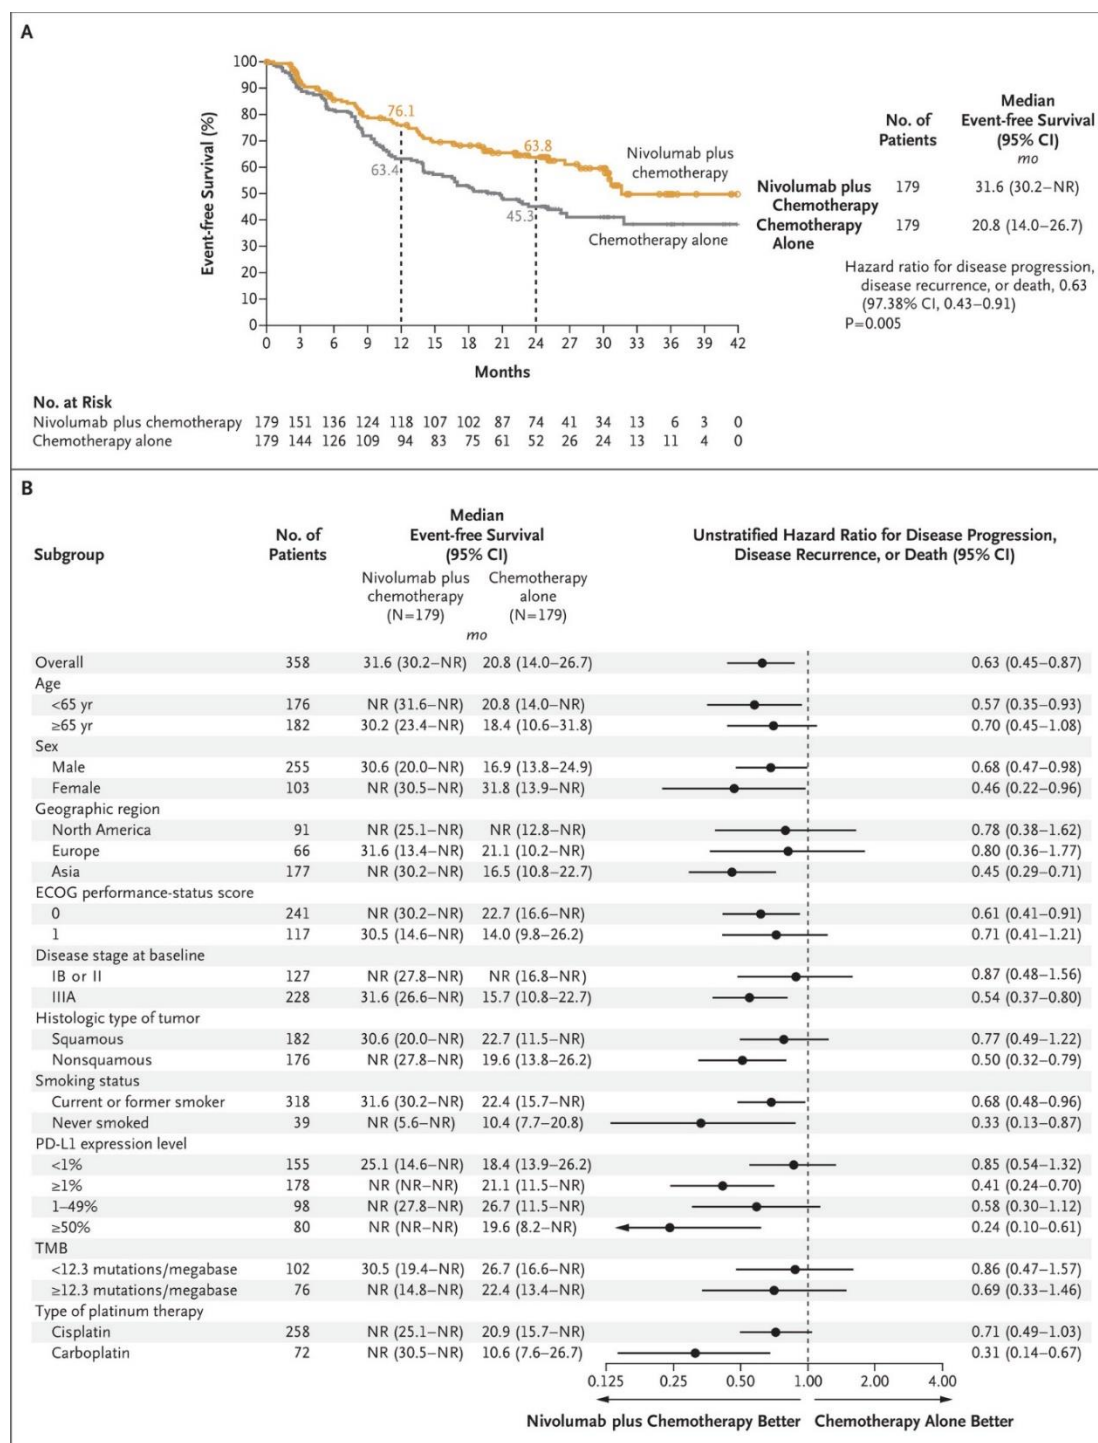 A
100
90
80
70
60
50
40
30
20
10
0
Event-free Survival (%)
76.1
63.4
63.8
45.3
Nivolumab plus
chemotherapy
Chemotherapy alone
0 3 6 9 12 15 18 21 24 27 30 33 36 39 42
Months
No. of
Patients
Median
Event-free Survival
(95% CI)
mo
Nivolumab plus
Chemotherapy
179 31.6 (30.2–NR)
Chemotherapy
Alone
179 20.8 (14.0–26.7)
Hazard ratio for disease progression,
disease recurrence, or death, 0.63
(97.38% CI, 0.43–0.91)
P=0.005
No. at Risk
Nivolumab plus chemotherapy 179 151 136 124 118 107 102 87 74 41 34 13 6 3 0
Chemotherapy alone 179 144 126 109 94 83 75 61 52 26 24 13 11 4 0
B
Subgroup
No. of
Patients
Median
Event-free Survival
(95% CI)
Unstratified Hazard Ratio for Disease Progression,
Disease Recurrence, or Death (95% CI)
Nivolumab plus
chemotherapy
(N=179)
Chemotherapy
alone
(N=179)
mo
Overall 358 31.6 (30.2–NR) 20.8 (14.0–26.7) 0.63 (0.45–0.87)
Age
<65 yr 176 NR (31.6–NR) 20.8 (14.0–NR) 0.57 (0.35–0.93)
≥65 yr 182 30.2 (23.4–NR) 18.4 (10.6–31.8) 0.70 (0.45–1.08)
Sex
Male 255 30.6 (20.0–NR) 16.9 (13.8–24.9) 0.68 (0.47–0.98)
Female 103 NR (30.5–NR) 31.8 (13.9–NR) 0.46 (0.22–0.96)
Geographic region
North America 91 NR (25.1–NR) NR (12.8–NR) 0.78 (0.38–1.62)
Europe 66 31.6 (13.4–NR) 21.1 (10.2–NR) 0.80 (0.36–1.77)
Asia 177 NR (30.2–NR) 16.5 (10.8–22.7) 0.45 (0.29–0.71)
ECOG performance-status score
0 241 NR (30.2–NR) 22.7 (16.6–NR) 0.61 (0.41–0.91)
1 117 30.5 (14.6–NR) 14.0 (9.8–26.2) 0.71 (0.41–1.21)
Disease stage at baseline
IB or II 127 NR (27.8–NR) NR (16.8–NR) 0.87 (0.48–1.56)
IIIA 228 31.6 (26.6–NR) 15.7 (10.8–22.7) 0.54 (0.37–0.80)
Histologic type of tumor
Squamous 182 30.6 (20.0–NR) 22.7 (11.5–NR) 0.77 (0.49–1.22)
Nonsquamous 176 NR (27.8–NR) 19.6 (13.8–26.2) 0.50 (0.32–0.79)
Smoking status
Current or former smoker 318 31.6 (30.2–NR) 22.4 (15.7–NR) 0.68 (0.48–0.96)
Never smoked 39 NR (5.6–NR) 10.4 (7.7–20.8) 0.33 (0.13–0.87)
PD-L1 expression level
<1% 155 25.1 (14.6–NR) 18.4 (13.9–26.2) 0.85 (0.54–1.32)
≥1% 178 NR (NR–NR) 21.1 (11.5–NR) 0.41 (0.24–0.70)
1–49% 98 NR (27.8–NR) 26.7 (11.5–NR) 0.58 (0.30–1.12)
≥50% 80 NR (NR–NR) 19.6 (8.2–NR) 0.24 (0.10–0.61)
TMB
<12.3 mutations/megabase 102 30.5 (19.4–NR) 26.7 (16.6–NR) 0.86 (0.47–1.57)
≥12.3 mutations/megabase 76 NR (14.8–NR) 22.4 (13.4–NR) 0.69 (0.33–1.46)
Type of platinum therapy
Cisplatin 258 NR (25.1–NR) 20.9 (15.7–NR) 0.71 (0.49–1.03)
Carboplatin 72 NR (30.5–NR) 10.6 (7.6–26.7) 0.31 (0.14–0.67)
0.125 0.25 0.50 1.00 2.00 4.00
Nivolumab plus Chemotherapy Better Chemotherapy Alone Better